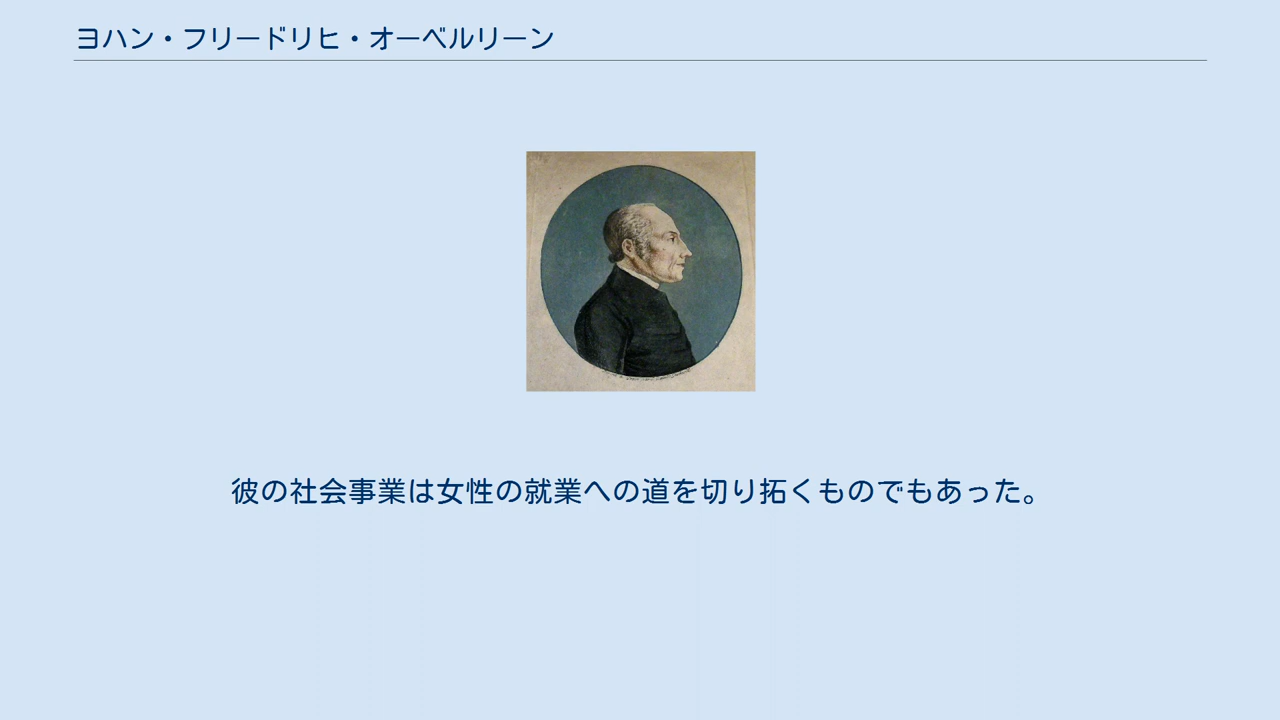 ヨハン・フリードリヒ・オーベルリーン
彼の社会事業は女性の就業への道を切り拓くものでもあった。